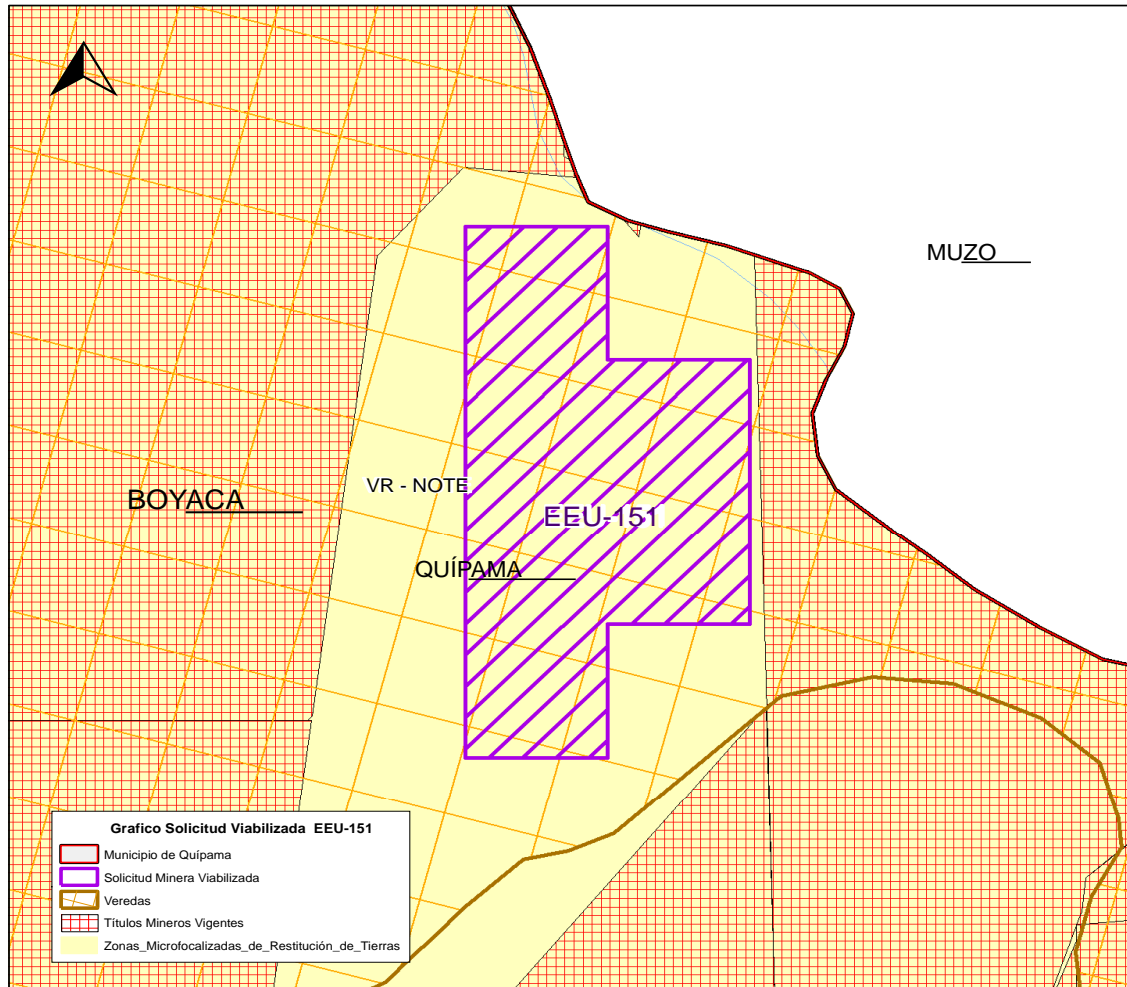 MUZO
VR - NOTE
BOYACA
EEU-151
QUÍPAMA
Grafico Solicitud Viabilizada EEU-151
Municipio de Quípama
Solicitud Minera Viabilizada
Veredas
Títulos Mineros Vigentes
Zonas_Microfocalizadas_de_Restitución_de_Tierras